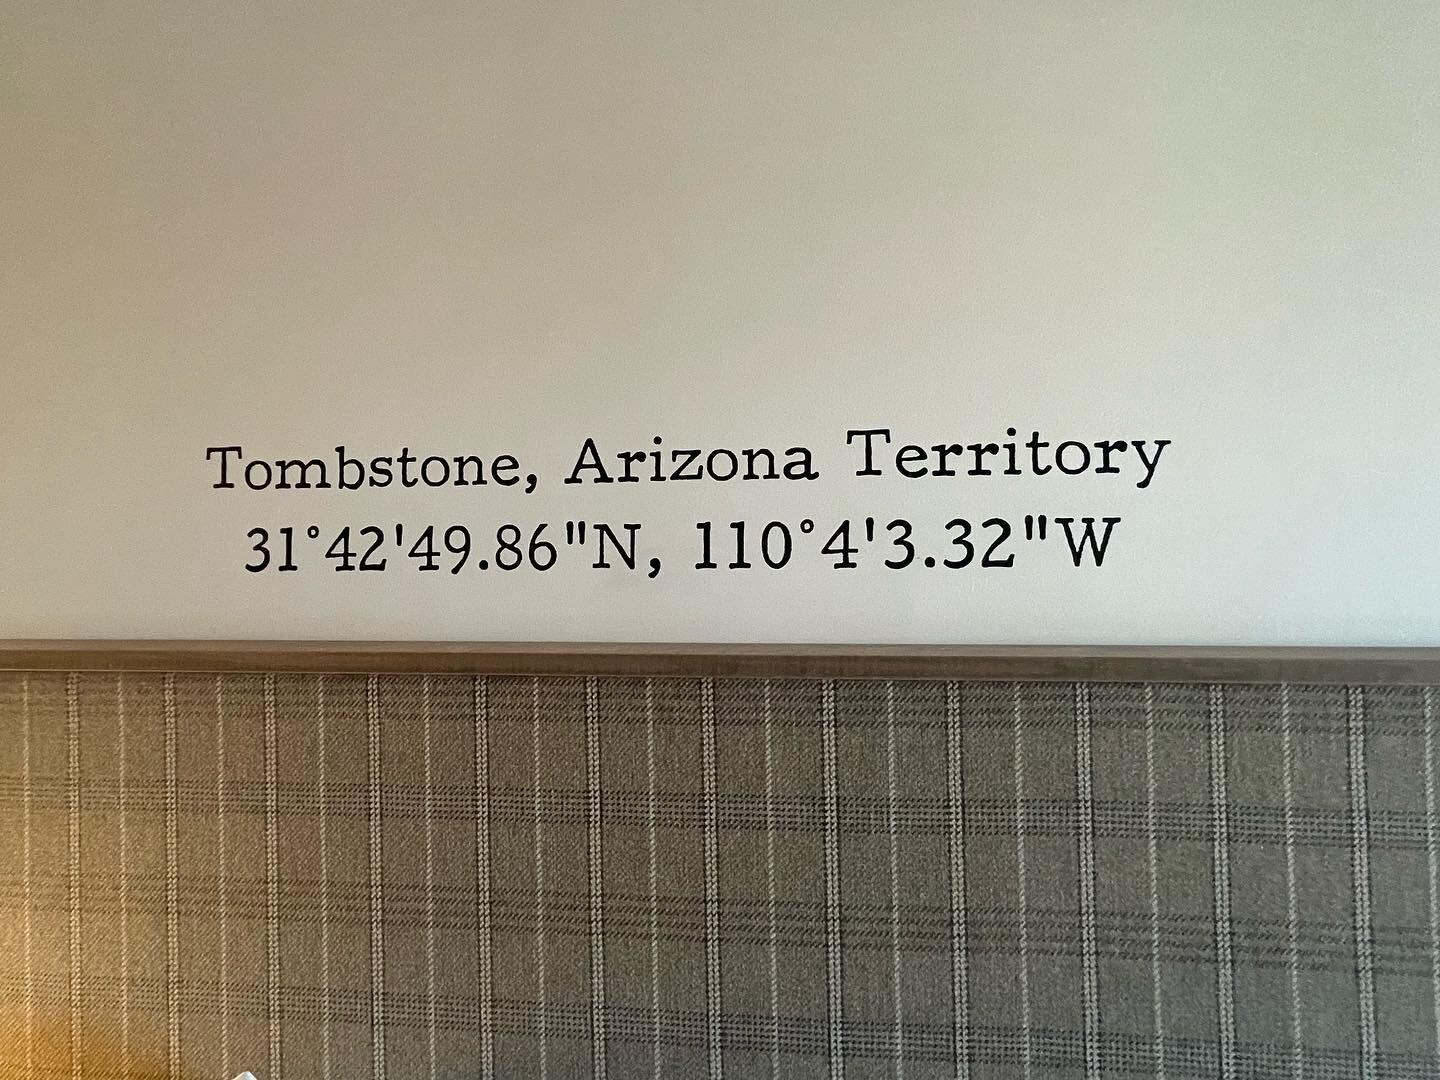 Tombstone, Arizona Territory
31°42'49.86"N, 110°4'3.32"W